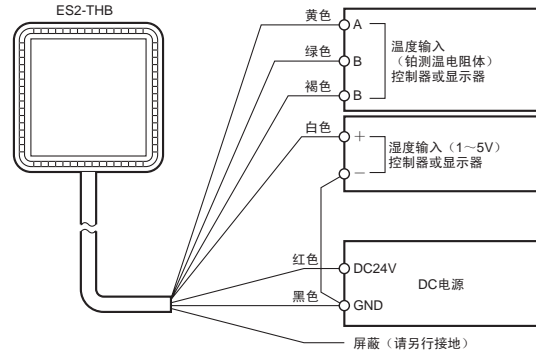 ES2-THB
黄色
A
绿色
B
褐色
B
温度输入
（铂测温电阻体）
控制器或显示器
白色
+
−
湿度输入（1～5V）
控制器或显示器
红色
DC24V
黑色
GND
DC电源
屏蔽（请另行接地）